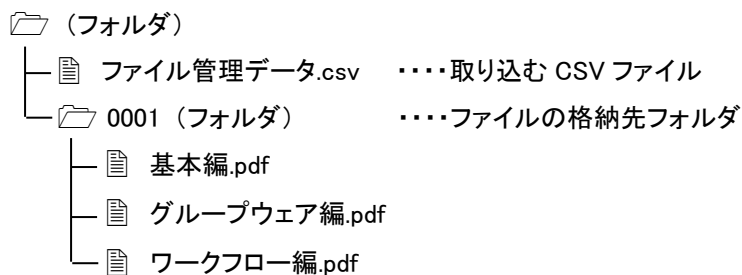 （フォルダ）
ファイル管理データ.csv ････取り込む CSV ファイル
0001（フォルダ） ････ファイルの格納先フォルダ
基本編.pdf
グループウェア編.pdf
ワークフロー編.pdf